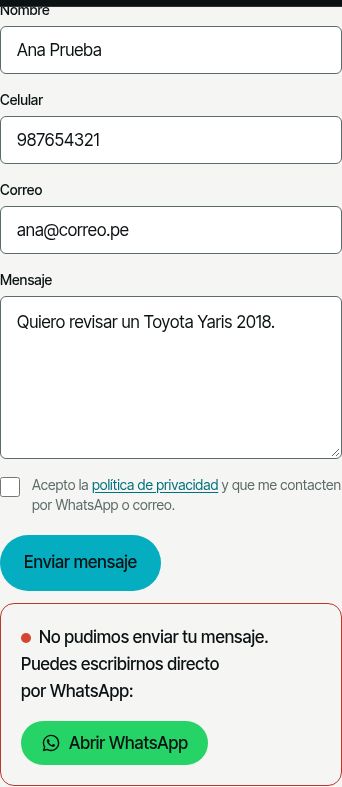 Nombre
Ana Prueba
Celular
987654321
Correo
ana@correo.pe
Mensaje
Quiero revisar un Toyota Yaris 2018.
Acepto la política de privacidad y que me contacten
por WhatsApp o correo.
Enviar mensaje
No pudimos enviar tu mensaje.
Puedes escribirnos directo
por WhatsApp:
Abrir WhatsApp